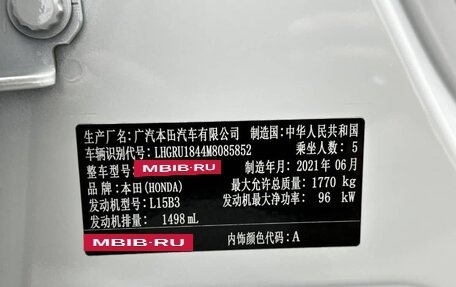 生产厂名: 广汽本田汽车有限公司 制造国: 中华人民共和国
车辆识别代号: LHGRU1844M8085852 乘坐人数: 5
整车型号: MBIB-RU 制造年月: 2021年06月
品牌: 本田(HONDA) 最大允许总质量: 1770 kg
发动机型号: L15B3 发动机最大净功率: 96 kW
发动机排量: 1498 mL
MBIB-RU 内饰颜色代码: A